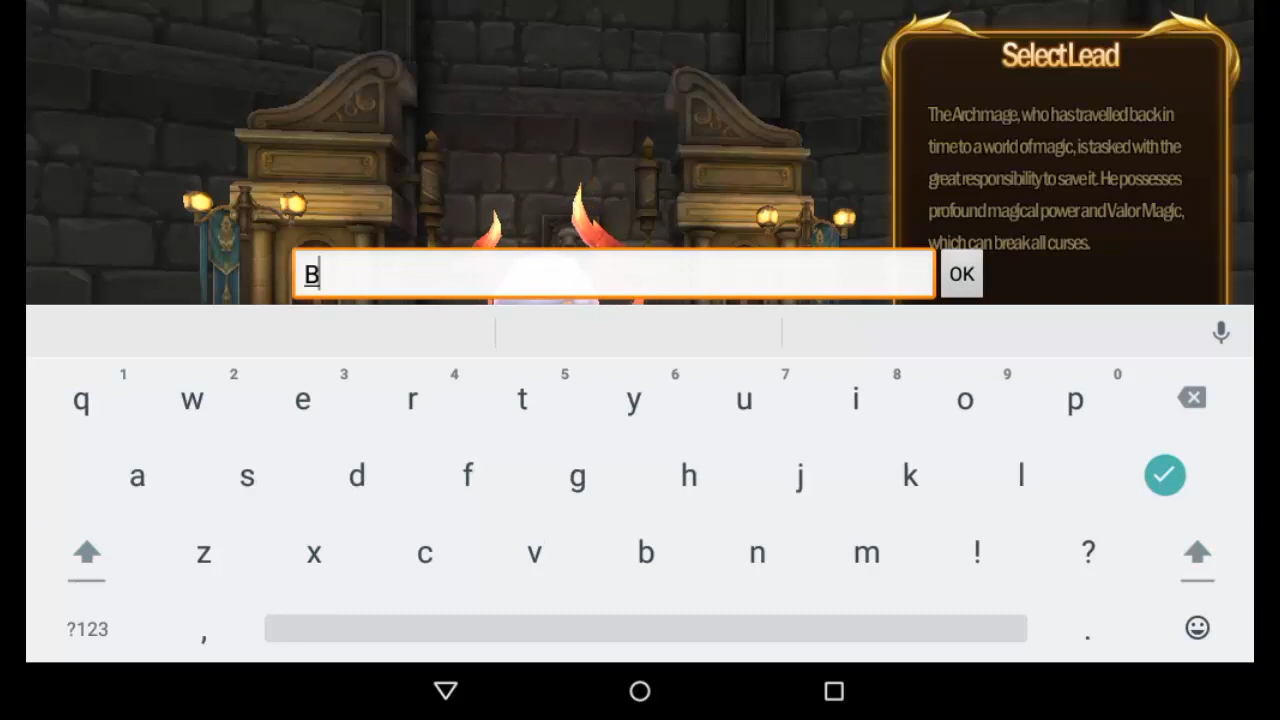 SelectLead
The Archmage, who has travelled back in
time to a world of magic, is tasked with the
great responsibility to save it. He possesses
profound magical power and Valor Magic,
which can break all curses.
B
OK
1 2 3 4 5 6 7 8 9 0
q w e r t y u i o p
a s d f g h j k l
z x c v b n m ! ?
?123 , .